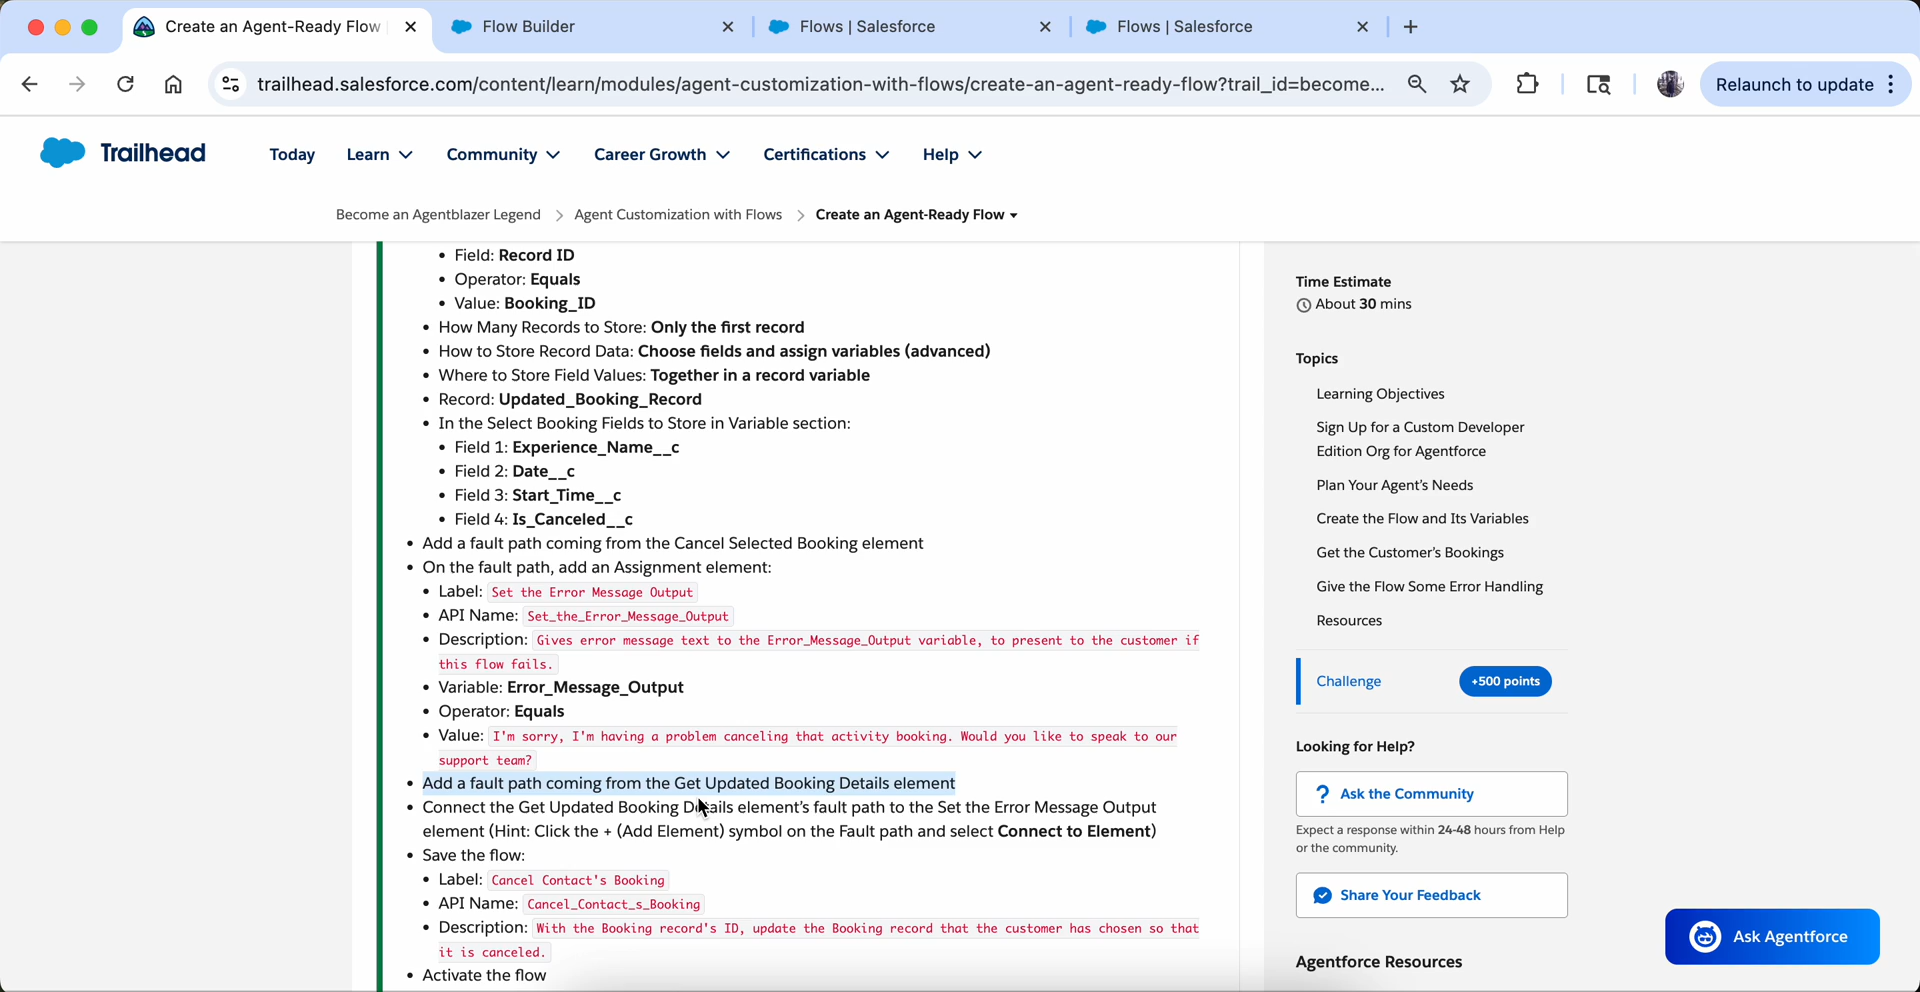 Create an Agent-Ready Flow
Flow Builder
Flows | Salesforce
Flows | Salesforce
trailhead.salesforce.com/content/learn/modules/agent-customization-with-flows/create-an-agent-ready-flow?trail_id=become...
Relaunch to update
Trailhead
Today
Learn
Community
Career Growth
Certifications
Help
Become an Agentblazer Legend
Agent Customization with Flows
Create an Agent-Ready Flow
Field: Record ID
Operator: Equals
Value: Booking_ID
How Many Records to Store: Only the first record
How to Store Record Data: Choose fields and assign variables (advanced)
Where to Store Field Values: Together in a record variable
Record: Updated_Booking_Record
In the Select Booking Fields to Store in Variable section:
Field 1: Experience_Name__c
Field 2: Date__c
Field 3: Start_Time__c
Field 4: Is_Canceled__c
Add a fault path coming from the Cancel Selected Booking element
On the fault path, add an Assignment element:
Label: Set the Error Message Output
API Name: Set_the_Error_Message_Output
Description: Gives error message text to the Error_Message_Output variable, to present to the customer if
this flow fails.
Variable: Error_Message_Output
Operator: Equals
Value: I'm sorry, I'm having a problem canceling that activity booking. Would you like to speak to our
support team?
Add a fault path coming from the Get Updated Booking Details element
Connect the Get Updated Booking Details element's fault path to the Set the Error Message Output
element (Hint: Click the + (Add Element) symbol on the Fault path and select Connect to Element)
Save the flow:
Label: Cancel Contact's Booking
API Name: Cancel_Contact_s_Booking
Description: With the Booking record's ID, update the Booking record that the customer has chosen so that
it is canceled.
Activate the flow
Time Estimate
About 30 mins
Topics
Learning Objectives
Sign Up for a Custom Developer
Edition Org for Agentforce
Plan Your Agent's Needs
Create the Flow and Its Variables
Get the Customer's Bookings
Give the Flow Some Error Handling
Resources
Challenge
+500 points
Looking for Help?
Ask the Community
Expect a response within 24-48 hours from Help
or the community.
Share Your Feedback
Ask Agentforce
Agentforce Resources